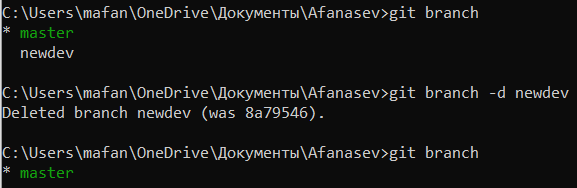 C:\Users\mafan\OneDrive\Документы\Afanasev>git branch
* master
  newdev
C:\Users\mafan\OneDrive\Документы\Afanasev>git branch -d newdev
Deleted branch newdev (was 8a79546).
C:\Users\mafan\OneDrive\Документы\Afanasev>git branch
* master